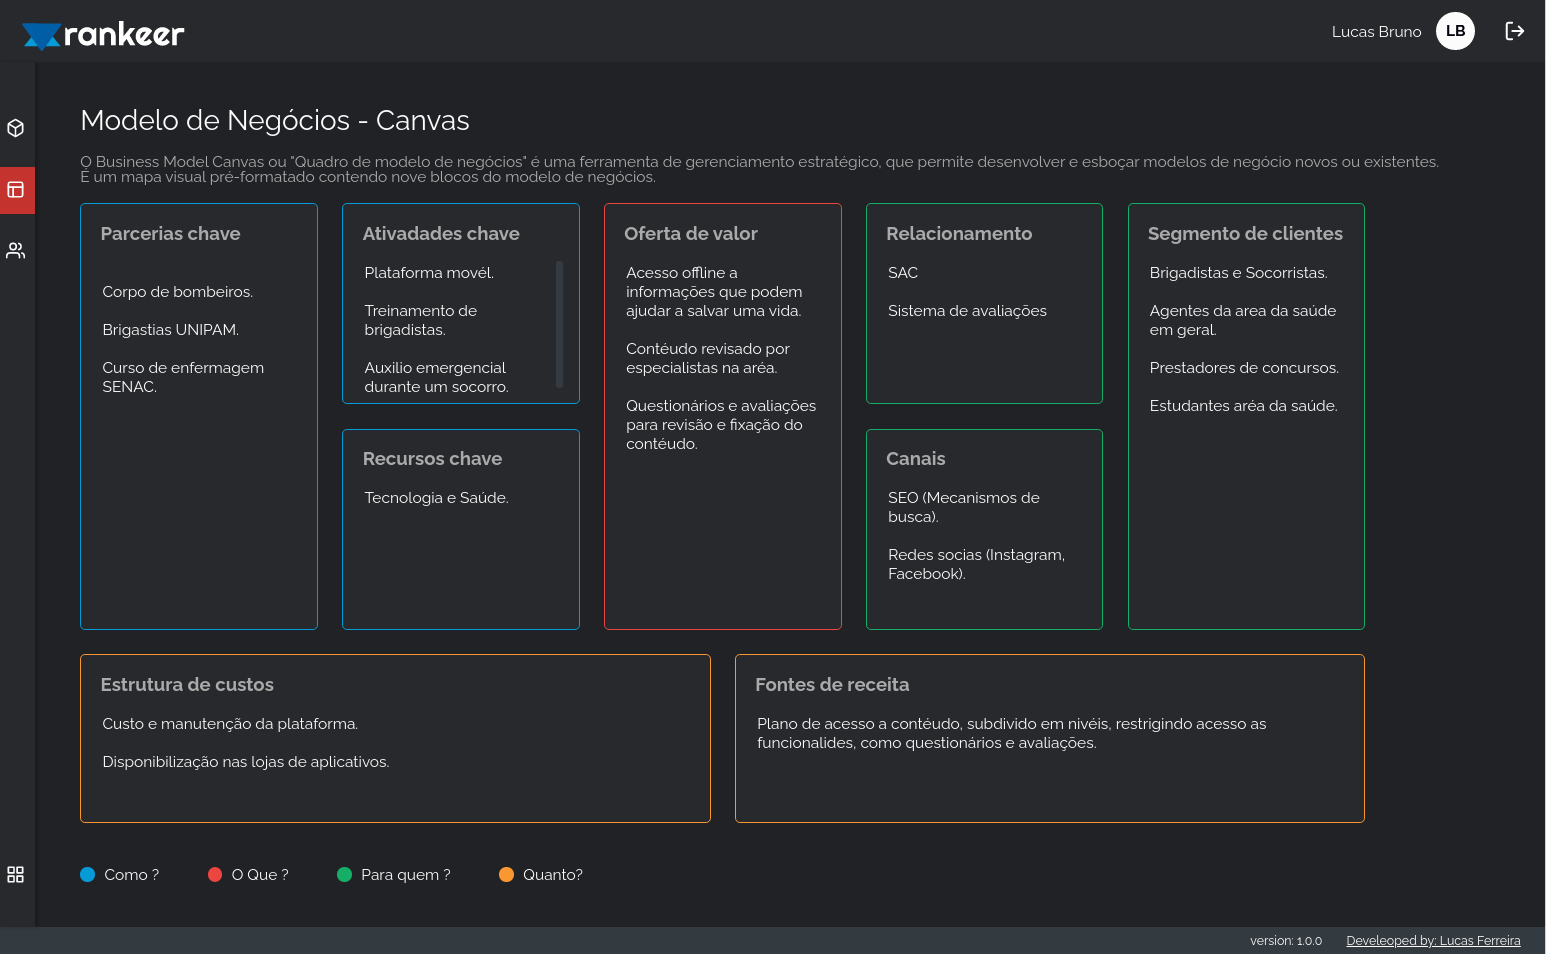 rankeer
Lucas Bruno
LB
Modelo de Negócios - Canvas
O Business Model Canvas ou "Quadro de modelo de negócios" é uma ferramenta de gerenciamento estratégico, que permite desenvolver e esboçar modelos de negócio novos ou existentes.
É um mapa visual pré-formatado contendo nove blocos do modelo de negócios.
Parcerias chave
Corpo de bombeiros.
Brigastias UNIPAM.
Curso de enfermagem
SENAC.
Ativadades chave
Plataforma movél.
Treinamento de
brigadistas.
Auxilio emergencial
durante um socorro.
Recursos chave
Tecnologia e Saúde.
Oferta de valor
Acesso offline a
informações que podem
ajudar a salvar uma vida.
Contéudo revisado por
especialistas na aréa.
Questionários e avaliações
para revisão e fixação do
contéudo.
Relacionamento
SAC
Sistema de avaliações
Canais
SEO (Mecanismos de
busca).
Redes socias (Instagram,
Facebook).
Segmento de clientes
Brigadistas e Socorristas.
Agentes da area da saúde
em geral.
Prestadores de concursos.
Estudantes aréa da saúde.
Estrutura de custos
Custo e manutenção da plataforma.
Disponibilização nas lojas de aplicativos.
Fontes de receita
Plano de acesso a contéudo, subdivido em nivéis, restrigindo acesso as
funcionalides, como questionários e avaliações.
Como ?
O Que ?
Para quem ?
Quanto?
version: 1.0.0
Develeoped by: Lucas Ferreira